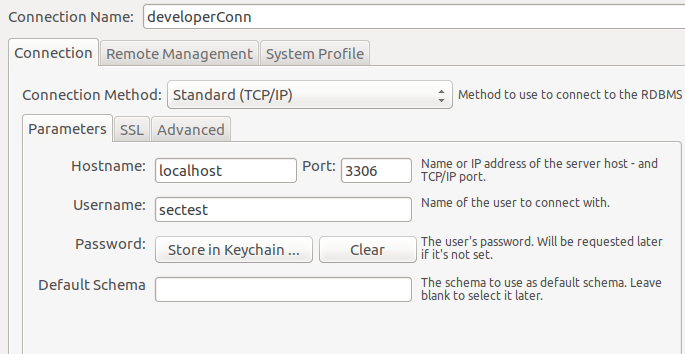 Connection Name: developerConn
Connection Remote Management System Profile
Connection Method: Standard (TCP/IP) Method to use to connect to the RDBMS
Parameters SSL Advanced
Hostname: localhost Port: 3306 Name or IP address of the server host - and
TCP/IP port.
Username: sectest Name of the user to connect with.
Password: Store in Keychain ... Clear The user's password. Will be requested later
if it's not set.
Default Schema The schema to use as default schema. Leave
blank to select it later.